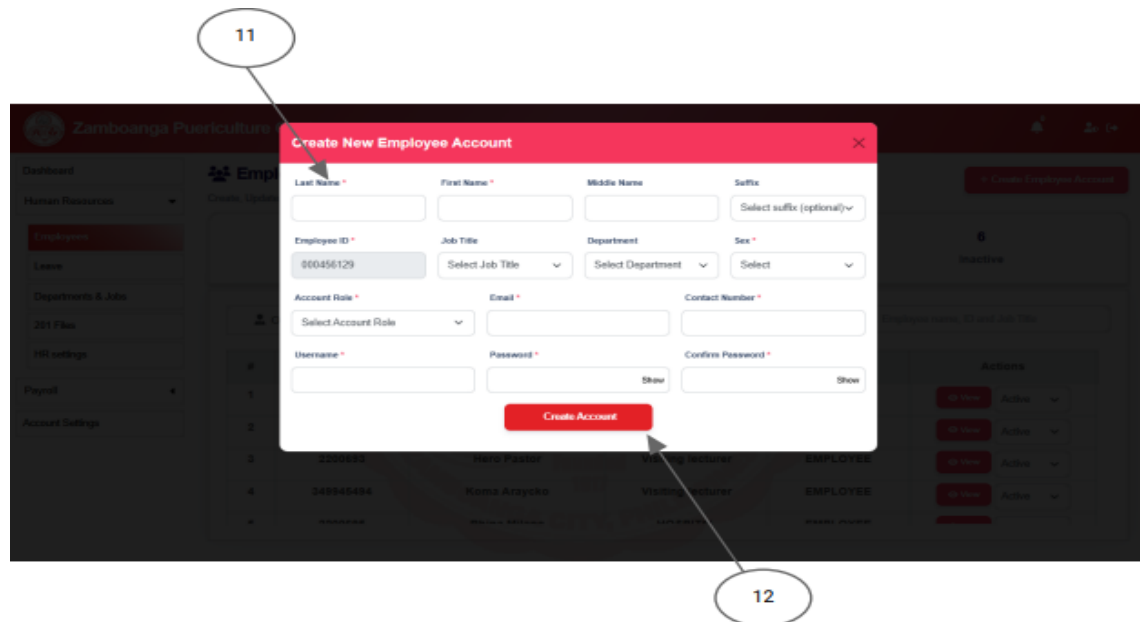 11
Zamboanga Puericulture
Create New Employee Account
Dashboard
Human Resources
Employees
Leave
Departments & Jobs
201 Files
HR settings
Payroll
Account Settings
+ Create Employee Account
Last Name * First Name * Middle Name Suffix
Select suffix (optional)
Employee ID * Job Title Department Sex *
000456129 Select Job Title Select Department Select
6
Inactive
Account Role * Email * Contact Number *
Select Account Role
Username * Password * Confirm Password *
Show Show
Create Account
# Actions
1 View Active
2 View Active
3 Hero Pastor Visiting lecturer EMPLOYEE View Active
4 Visiting lecturer EMPLOYEE View Active
12